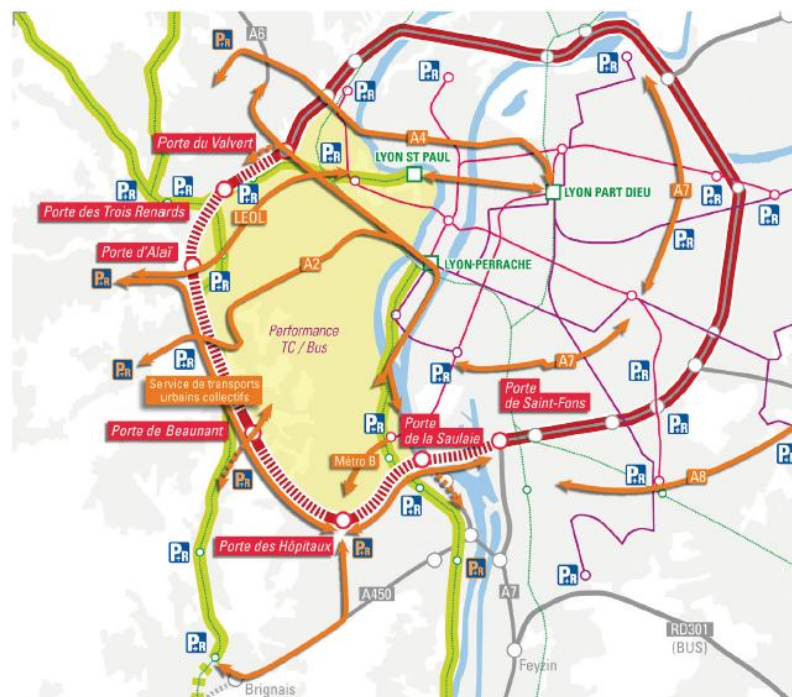 A6
P+R
P+R
P+R
P+R
Porte du Valvert
A4
LYON ST PAUL
P+R
P+R
P+R
LYON PART DIEU
A7
P+R
P+R
Porte des Trois Renards
LEOL
P+R
Porte d'Alaï
P+R
P+R
A2
LYON-PERRACHE
Performance
TC / Bus
P+R
P+R
P+R
A7
P+R
Service de transports
urbains collectifs
Porte
de Saint-Fons
Porte de Beaunant
Porte
de la Saulaie
P+R
P+R
P+R
Métro B
P+R
A8
P+R
P+R
Porte des Hôpitaux
P+R
P+R
P+R
P+R
A450
A7
RD301
(BUS)
P+R
Feyzin
Brignais